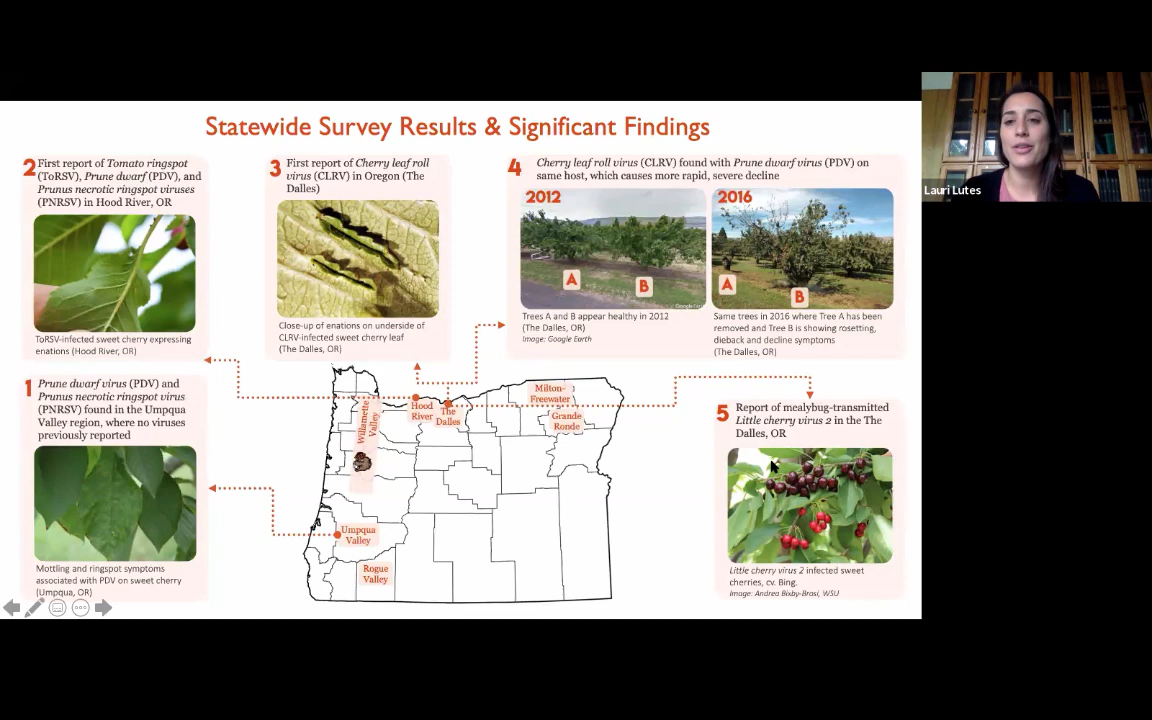 Statewide Survey Results & Significant Findings
2
First report of Tomato ringspot
(ToRSV), Prune dwarf (PDV), and
Prunus necrotic ringspot viruses
(PNRSV) in Hood River, OR
ToRSV-infected sweet cherry expressing
enations (Hood River, OR)
3
First report of Cherry leaf roll
virus (CLRV) in Oregon (The
Dalles)
Close-up of enations on underside of
CLRV-infected sweet cherry leaf
(The Dalles, OR)
4
Cherry leaf roll virus (CLRV) found with Prune dwarf virus (PDV) on
same host, which causes more rapid, severe decline
2012
A
B
Google Earth
Trees A and B appear healthy in 2012
(The Dalles, OR)
Image: Google Earth
2016
A
B
Same trees in 2016 where Tree A has been
removed and Tree B is showing rosetting,
dieback and decline symptoms
(The Dalles, OR)
1
Prune dwarf virus (PDV) and
Prunus necrotic ringspot virus
(PNRSV) found in the Umpqua
Valley region, where no viruses
previously reported
Mottling and ringspot symptoms
associated with PDV on sweet cherry
(Umpqua, OR)
Willamette
Valley
Hood
River
The
Dalles
Milton-
Freewater
Grande
Ronde
Umpqua
Valley
Rogue
Valley
5
Report of mealybug-transmitted
Little cherry virus 2 in the The
Dalles, OR
Little cherry virus 2 infected sweet
cherries, cv. Bing.
Image: Andrea Bixby-Brosi, WSU
Lauri Lutes